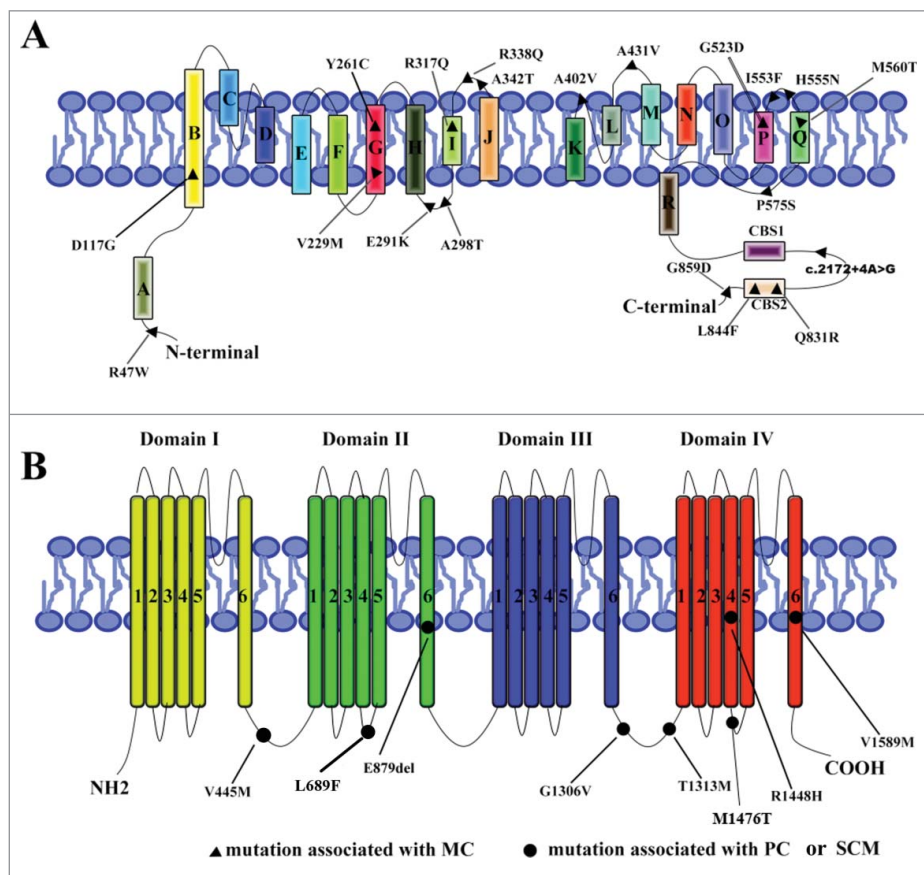 A
Y261C
R317Q
R338Q
A342T
A402V
A431V
G523D
I553F
H555N
M560T
B
C
D
E
F
G
H
I
J
K
L
M
N
O
P
Q
R
A
D117G
V229M
E291K
A298T
P575S
CBS1
G859D
c.2172+4A>G
C-terminal
CBS2
L844F
Q831R
N-terminal
R47W
B
Domain I Domain II Domain III Domain IV
1 2 3 4 5 6 1 2 3 4 5 6 1 2 3 4 5 6 1 2 3 4 5 6
NH2
V445M
L689F
E879del
G1306V
T1313M
M1476T
R1448H
V1589M
COOH
mutation associated with MC
mutation associated with PC or SCM